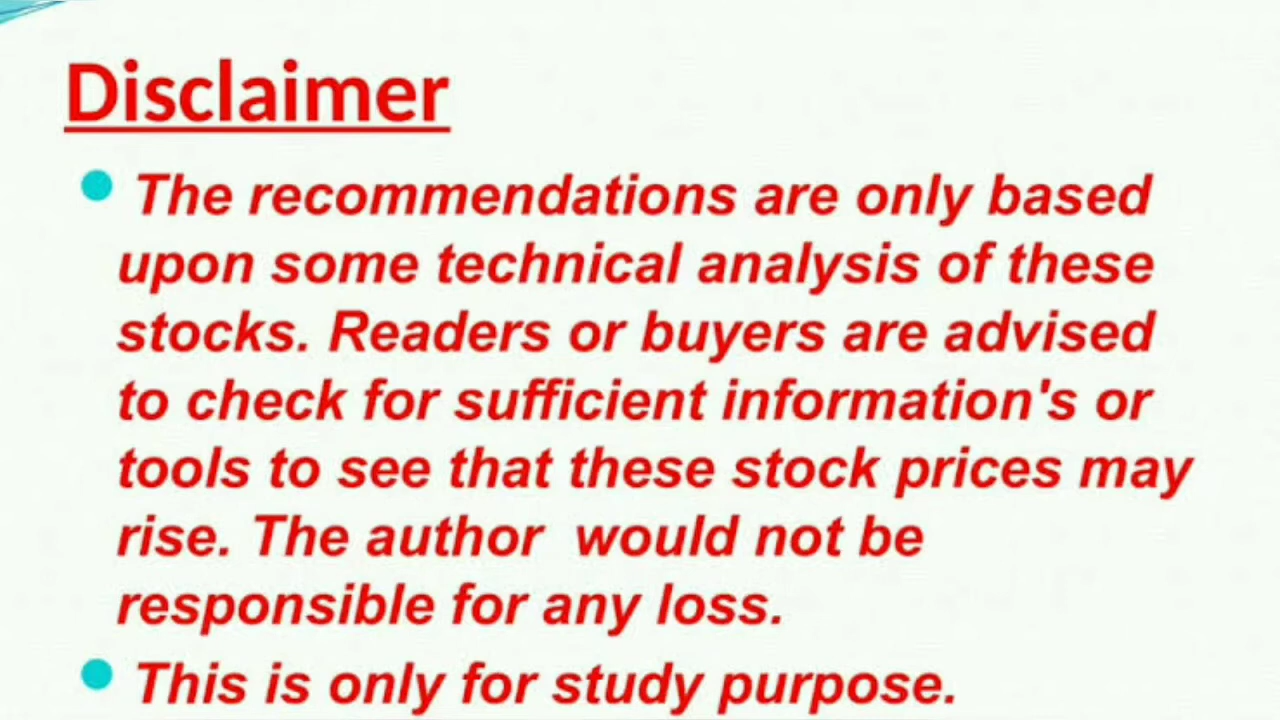 Disclaimer
The recommendations are only based
upon some technical analysis of these
stocks. Readers or buyers are advised
to check for sufficient information's or
tools to see that these stock prices may
rise. The author  would not be
responsible for any loss.
This is only for study purpose.